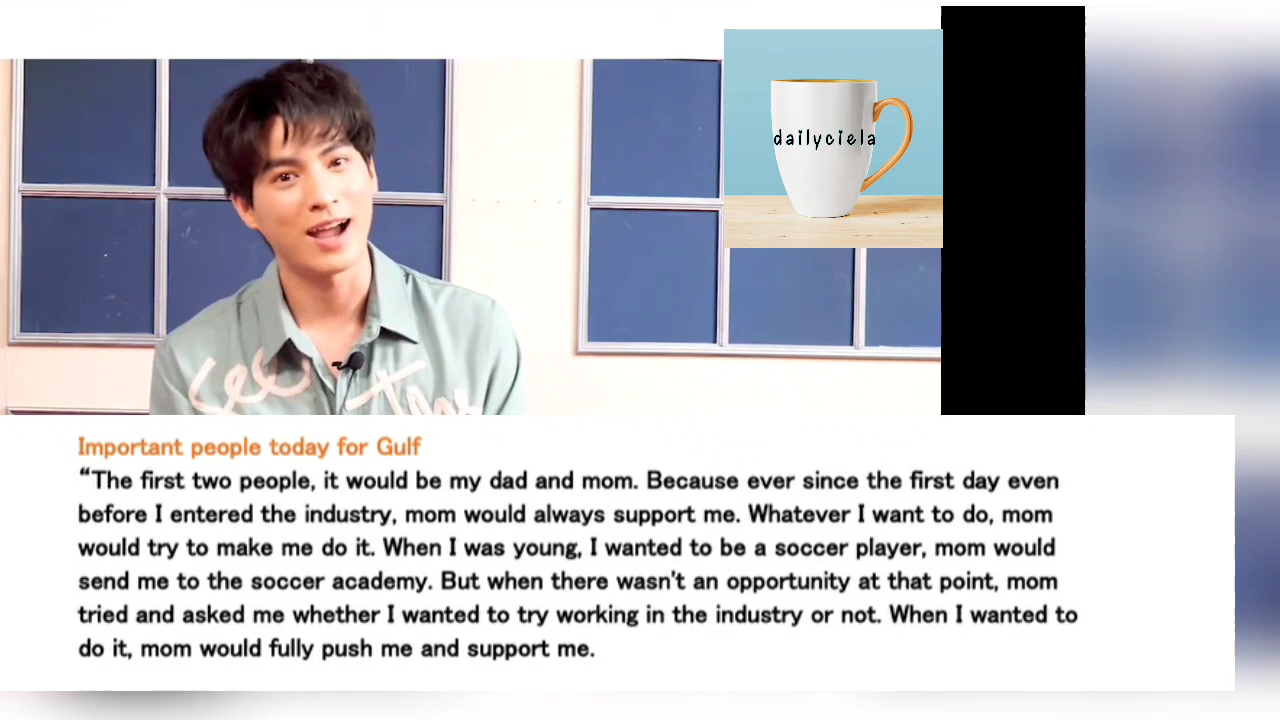 dailyciela
See
Important people today for Gulf
“The first two people, it would be my dad and mom. Because ever since the first day even
before I entered the industry, mom would always support me. Whatever I want to do, mom
would try to make me do it. When I was young, I wanted to be a soccer player, mom would
send me to the soccer academy. But when there wasn't an opportunity at that point, mom
tried and asked me whether I wanted to try working in the industry or not. When I wanted to
do it, mom would fully push me and support me.